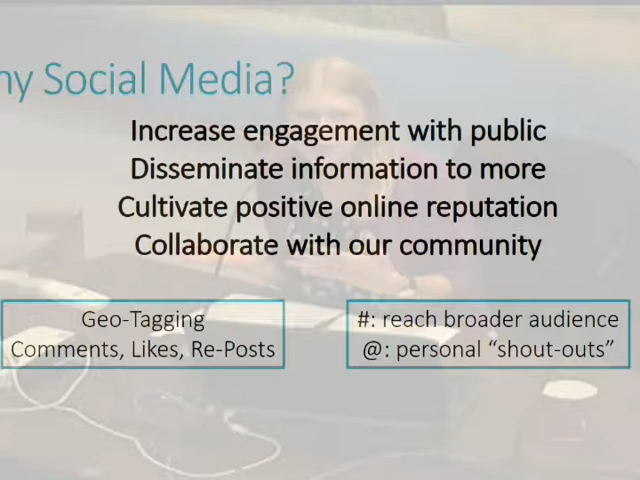 hy Social Media?
Increase engagement with public
Disseminate information to more
Cultivate positive online reputation
Collaborate with our community
Geo-Tagging
Comments, Likes, Re-Posts
#: reach broader audience
@: personal “shout-outs”